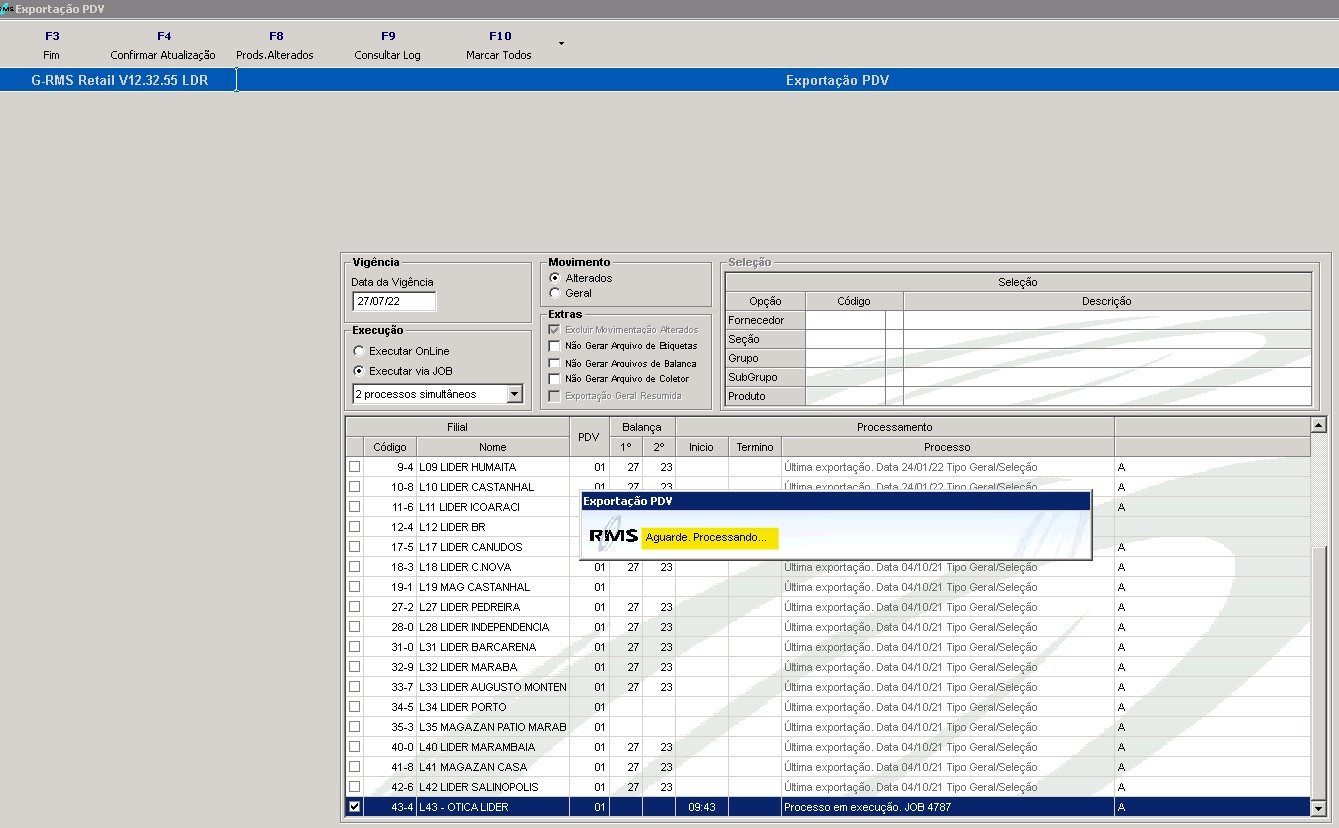 RMS Exportação PDV
F3 F4 F8 F9 F10
Fim Confirmar Atualização Prods.Alterados Consultar Log Marcar Todos
G-RMS Retail V12.32.55 LDR Exportação PDV
Vigência
Data da Vigência
27/07/22
Execução
Executar OnLine
Executar via JOB
2 processos simultâneos
Movimento
Alterados
Geral
Extras
Excluir Movimentação Alterados
Não Gerar Arquivo de Etiquetas
Não Gerar Arquivos de Balanca
Não Gerar Arquivo de Coletor
Exportação Geral Resumida
Seleção
Seleção
Opção Código Descrição
Fornecedor
Seção
Grupo
SubGrupo
Produto
Filial PDV Balança Processamento
Código Nome 1º 2º Inicio Termino Processo
9-4 L09 LIDER HUMAITA 01 27 23 Última exportação. Data 24/01/22 Tipo Geral/Seleção A
10-8 L10 LIDER CASTANHAL 01 27 23 Última exportação. Data 24/01/22 Tipo Geral/Seleção A
11-6 L11 LIDER ICOARACI A
12-4 L12 LIDER BR
17-5 L17 LIDER CANUDOS A
Exportação PDV
RMS Aguarde. Processando...
18-3 L18 LIDER C.NOVA 01 27 23 Última exportação. Data 04/10/21 Tipo Geral/Seleção A
19-1 L19 MAG CASTANHAL 01 Última exportação. Data 04/10/21 Tipo Geral/Seleção A
27-2 L27 LIDER PEDREIRA 01 27 23 Última exportação. Data 04/10/21 Tipo Geral/Seleção A
28-0 L28 LIDER INDEPENDENCIA 01 27 23 Última exportação. Data 04/10/21 Tipo Geral/Seleção A
31-0 L31 LIDER BARCARENA 01 27 23 Última exportação. Data 04/10/21 Tipo Geral/Seleção A
32-9 L32 LIDER MARABA 01 27 23 Última exportação. Data 04/10/21 Tipo Geral/Seleção A
33-7 L33 LIDER AUGUSTO MONTEN 01 27 23 Última exportação. Data 04/10/21 Tipo Geral/Seleção A
34-5 L34 LIDER PORTO 01 Última exportação. Data 04/10/21 Tipo Geral/Seleção A
35-3 L35 MAGAZAN PATIO MARAB 01 Última exportação. Data 04/10/21 Tipo Geral/Seleção A
40-0 L40 LIDER MARAMBAIA 01 27 23 Última exportação. Data 04/10/21 Tipo Geral/Seleção A
41-8 L41 MAGAZAN CASA 01 27 23 Última exportação. Data 04/10/21 Tipo Geral/Seleção A
42-6 L42 LIDER SALINOPOLIS 01 27 23 Última exportação. Data 04/10/21 Tipo Geral/Seleção A
43-4 L43 - OTICA LIDER 01 09:43 Processo em execução. JOB 4787 A